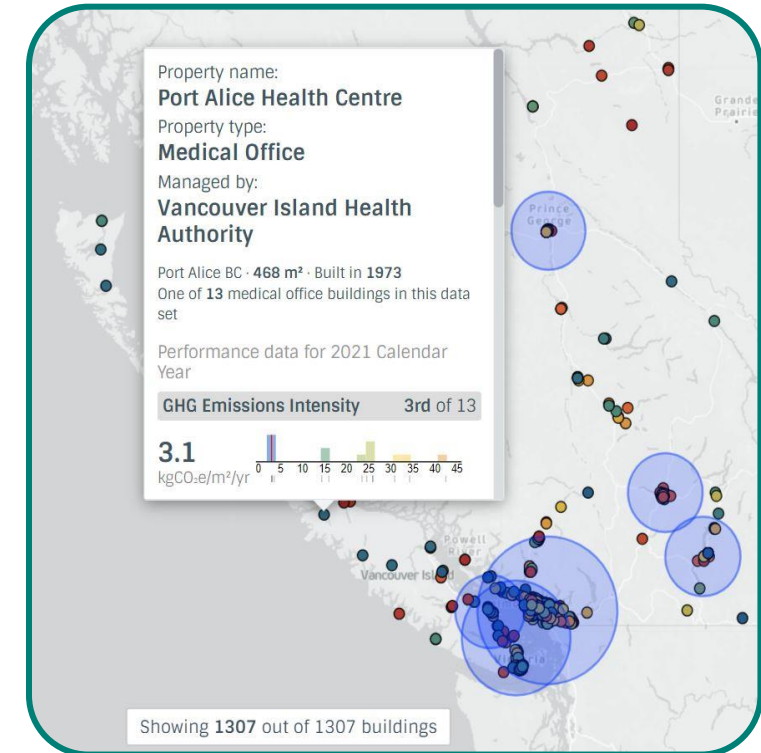 Property name:
Port Alice Health Centre
Property type:
Medical Office
Managed by:
Vancouver Island Health
Authority
Port Alice BC · 468 m² · Built in 1973
One of 13 medical office buildings in this data
set
Performance data for 2021 Calendar
Year
GHG Emissions Intensity 3rd of 13
3.1
kgCO₂e/m²/yr
0 5 10 15 20 25 30 35 40 45
Grande
Prairie
Prince
George
Powell
River
Vancouver Island
Victoria
Showing 1307 out of 1307 buildings